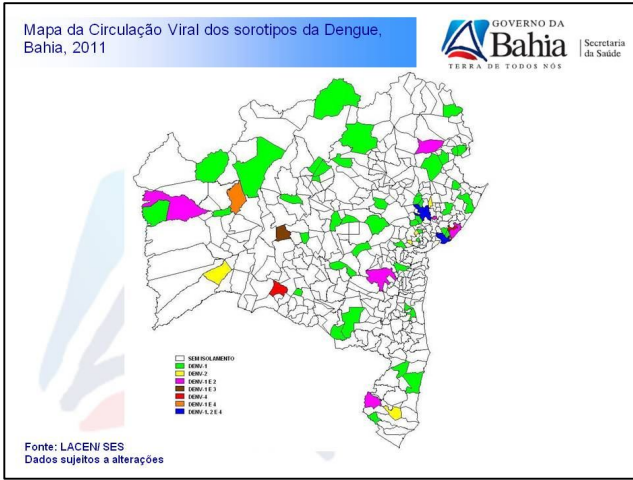 Mapa da Circulação Viral dos sorotipos da Dengue,
Bahia, 2011
GOVERNO DA
Bahia
TERRA DE TODOS NÓS
Secretaria
da Saúde
SEM ISOLAMENTO
DENV-1
DENV-2
DENV-1 E 2
DENV-1 E 3
DENV-4
DENV-1 E 4
DENV-1, 2 E 4
Fonte: LACEN/ SES
Dados sujeitos a alterações